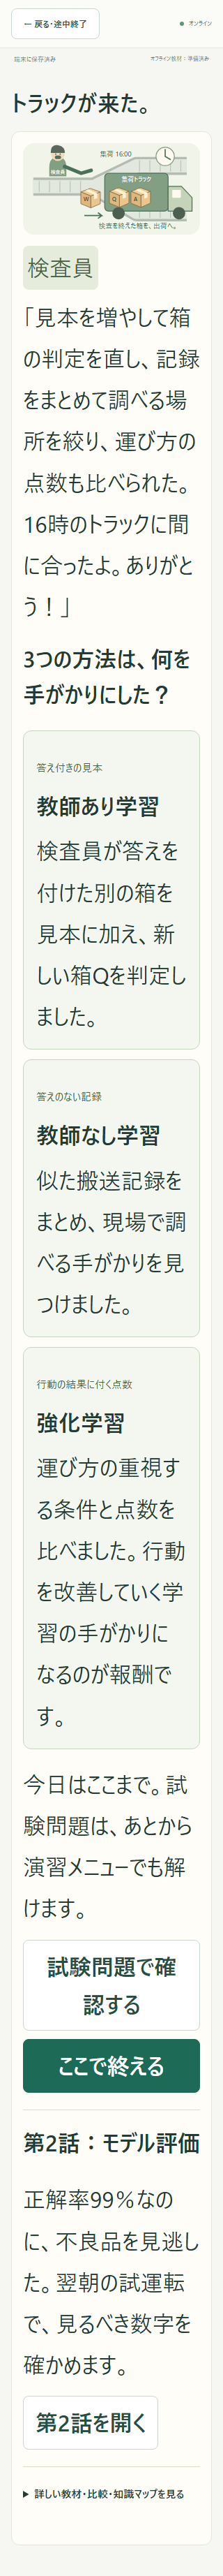 ← 戻る・途中終了
オンライン
端末に保存済み
オフライン教材：準備済み
トラックが来た。
集荷 16:00
検査員
集荷トラック
W
Q
A
検査を終えた箱を、出荷へ。
検査員
「見本を増やして箱
の判定を直し、記録
をまとめて調べる場
所を絞り、運び方の
点数も比べられた。
16時のトラックに間
に合ったよ。ありがと
う！」
3つの方法は、何を
手がかりにした？
答え付きの見本
教師あり学習
検査員が答えを
付けた別の箱を
見本に加え、新
しい箱Qを判定し
ました。
答えのない記録
教師なし学習
似た搬送記録を
まとめ、現場で調
べる手がかりを見
つけました。
行動の結果に付く点数
強化学習
運び方の重視す
る条件と点数を
比べました。行動
を改善していく学
習の手がかりに
なるのが報酬で
す。
今日はここまで。試
験問題は、あとから
演習メニューでも解
けます。
試験問題で確
認する
ここで終える
第2話：モデル評価
正解率99％なの
に、不良品を見逃し
た。翌朝の試運転
で、見るべき数字を
確かめます。
第2話を開く
▶ 詳しい教材・比較・知識マップを見る